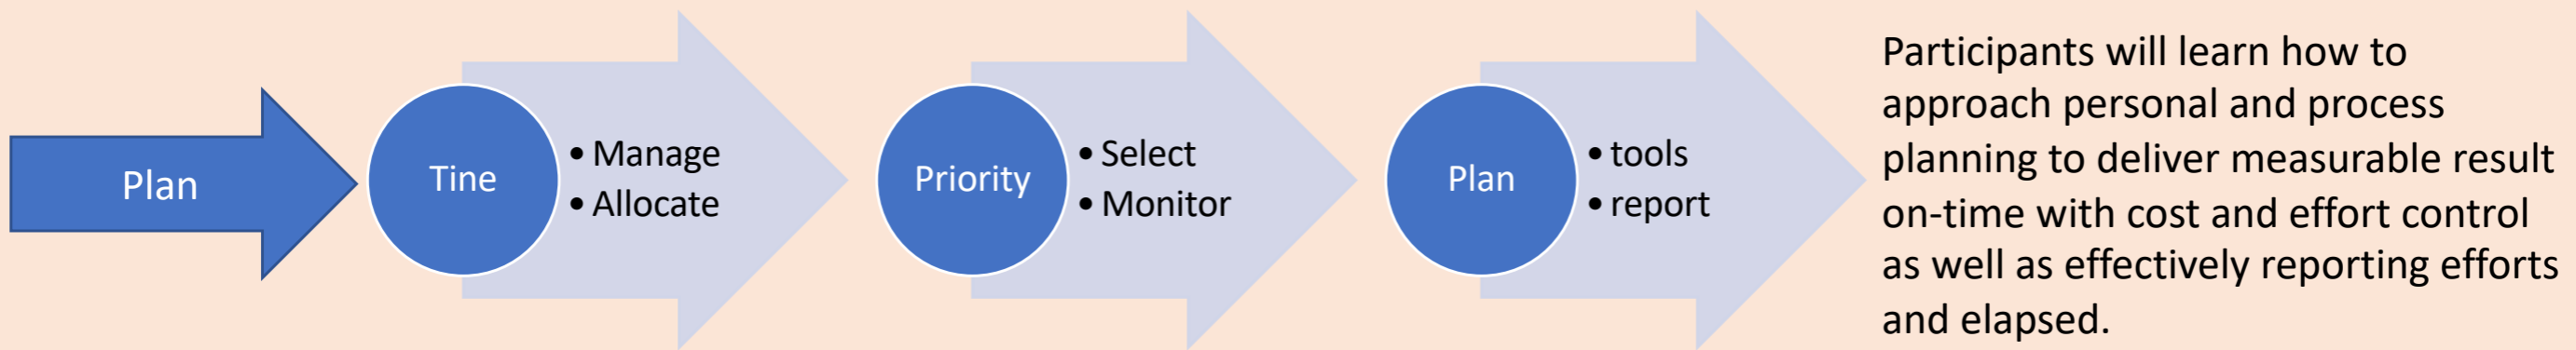 Plan
Tine
• Manage
• Allocate
Priority
• Select
• Monitor
Plan
• tools
• report
Participants will learn how to
approach personal and process
planning to deliver measurable result
on-time with cost and effort control
as well as effectively reporting efforts
and elapsed.